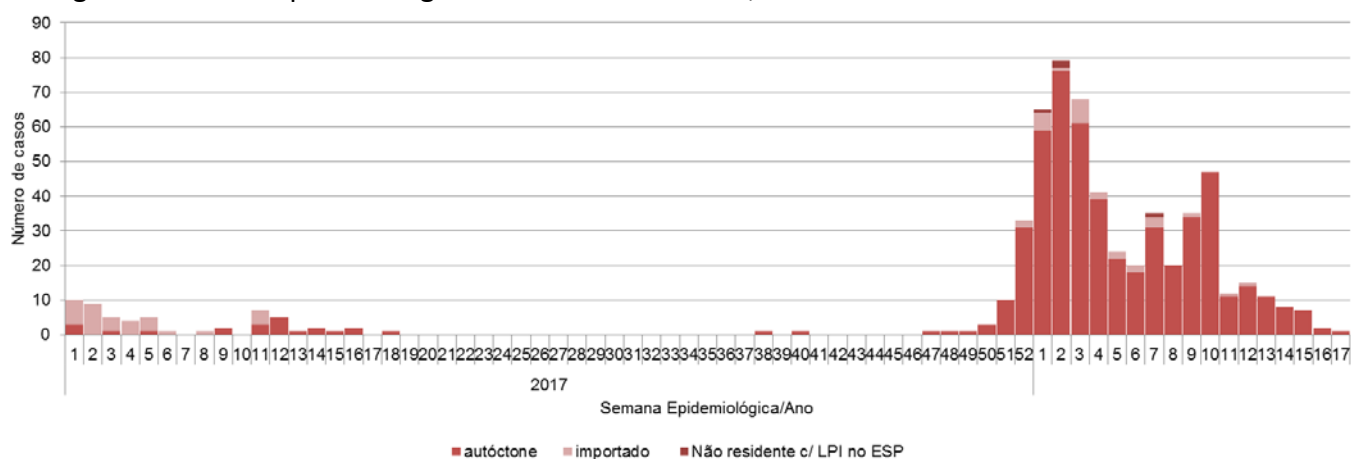 90
80
70
60
50
40
30
20
10
0
Número de casos
1 2 3 4 5 6 7 8 9 10 11 12 13 14 15 16 17 18 19 20 21 22 23 24 25 26 27 28 29 30 31 32 33 34 35 36 37 38 39 40 41 42 43 44 45 46 47 48 49 50 51 52 1 2 3 4 5 6 7 8 9 10 11 12 13 14 15 16 17
2017
Semana Epidemiológica/Ano
autóctone importado Não residente c/ LPI no ESP